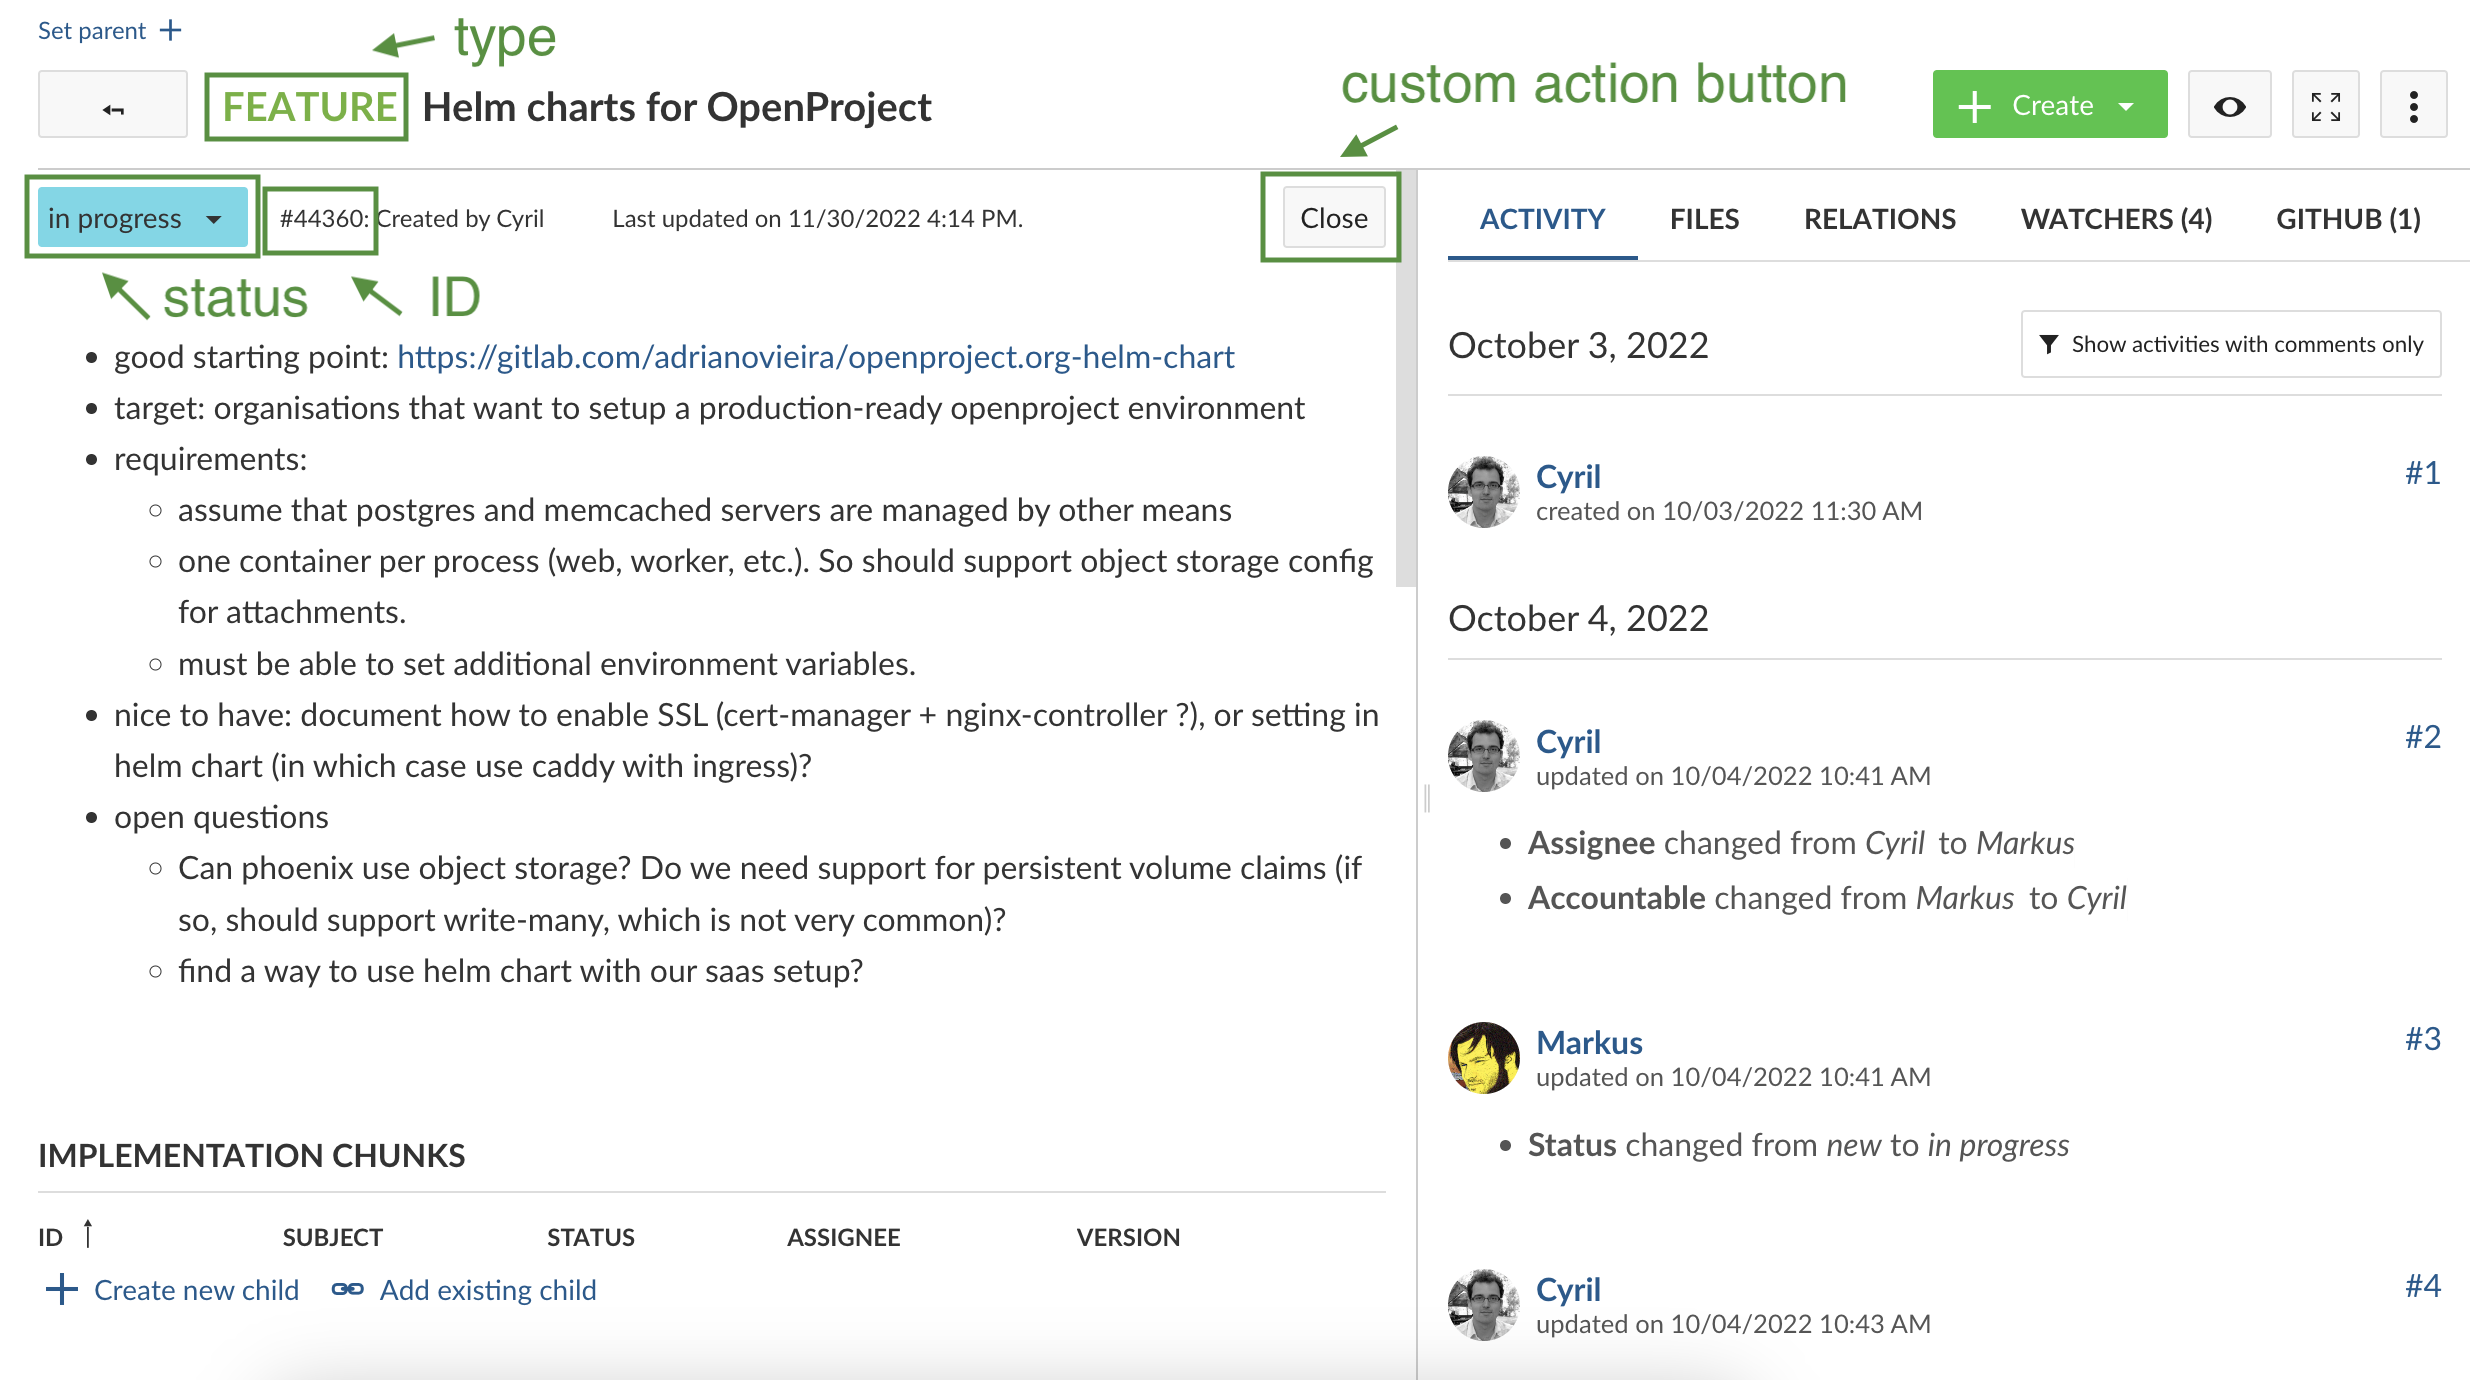 Set parent +
type
FEATURE Helm charts for OpenProject
custom action button
Create
in progress
#44360: Created by Cyril
Last updated on 11/30/2022 4:14 PM.
Close
status
ID
• good starting point: https://gitlab.com/adrianovieira/openproject.org-helm-chart
• target: organisations that want to setup a production-ready openproject environment
• requirements:
◦ assume that postgres and memcached servers are managed by other means
◦ one container per process (web, worker, etc.). So should support object storage config
for attachments.
◦ must be able to set additional environment variables.
• nice to have: document how to enable SSL (cert-manager + nginx-controller ?), or setting in
helm chart (in which case use caddy with ingress)?
• open questions
◦ Can phoenix use object storage? Do we need support for persistent volume claims (if
so, should support write-many, which is not very common)?
◦ find a way to use helm chart with our saas setup?
IMPLEMENTATION CHUNKS
ID SUBJECT STATUS ASSIGNEE VERSION
+ Create new child Add existing child
ACTIVITY FILES RELATIONS WATCHERS (4) GITHUB (1)
October 3, 2022
Show activities with comments only
Cyril #1
created on 10/03/2022 11:30 AM
October 4, 2022
Cyril #2
updated on 10/04/2022 10:41 AM
• Assignee changed from Cyril to Markus
• Accountable changed from Markus to Cyril
Markus #3
updated on 10/04/2022 10:41 AM
• Status changed from new to in progress
Cyril #4
updated on 10/04/2022 10:43 AM